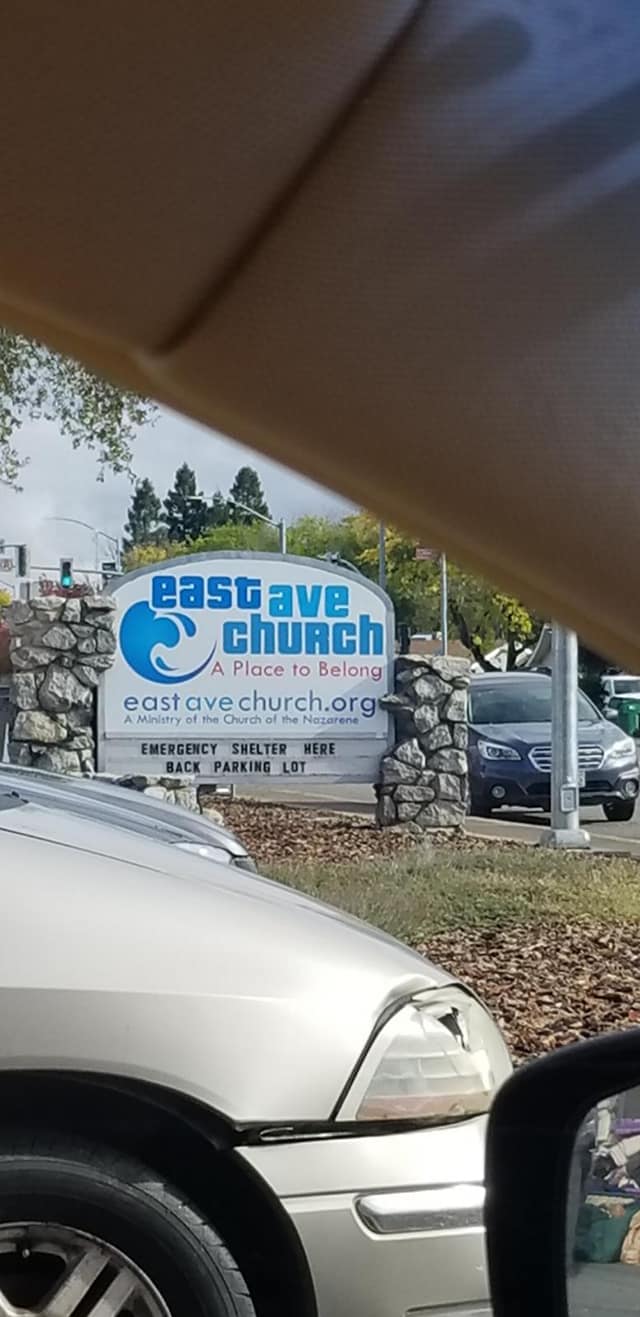 east ave
church
A Place to Belong
eastavechurch.org
A Ministry of the Church of the Nazarene
EMERGENCY SHELTER HERE
BACK PARKING LOT